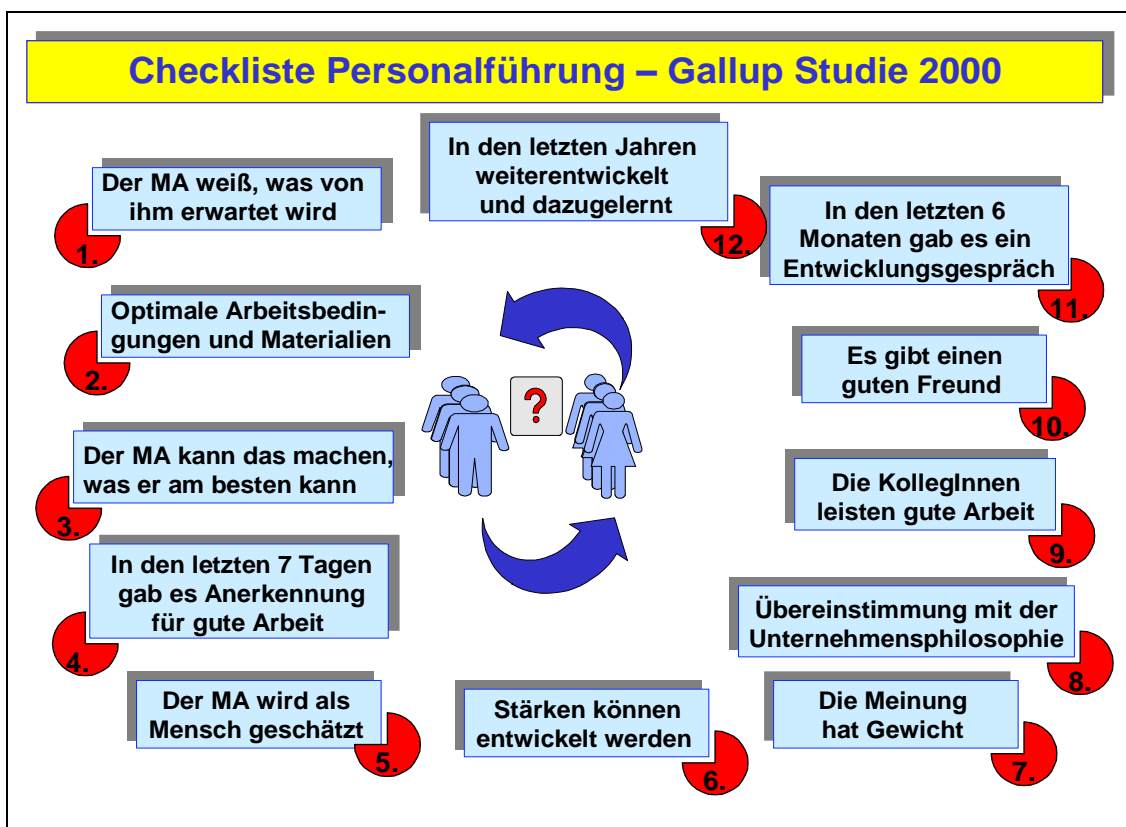 Checkliste Personalführung – Gallup Studie 2000
Der MA weiß, was von
ihm erwartet wird
1.
Optimale Arbeitsbedin-
gungen und Materialien
2.
Der MA kann das machen,
was er am besten kann
3.
In den letzten 7 Tagen
gab es Anerkennung
für gute Arbeit
4.
Der MA wird als
Mensch geschätzt
5.
Stärken können
entwickelt werden
6.
Die Meinung
hat Gewicht
7.
Übereinstimmung mit der
Unternehmensphilosophie
8.
Die KollegInnen
leisten gute Arbeit
9.
Es gibt einen
guten Freund
10.
In den letzten 6
Monaten gab es ein
Entwicklungsgespräch
11.
In den letzten Jahren
weiterentwickelt
und dazugelernt
12.
?